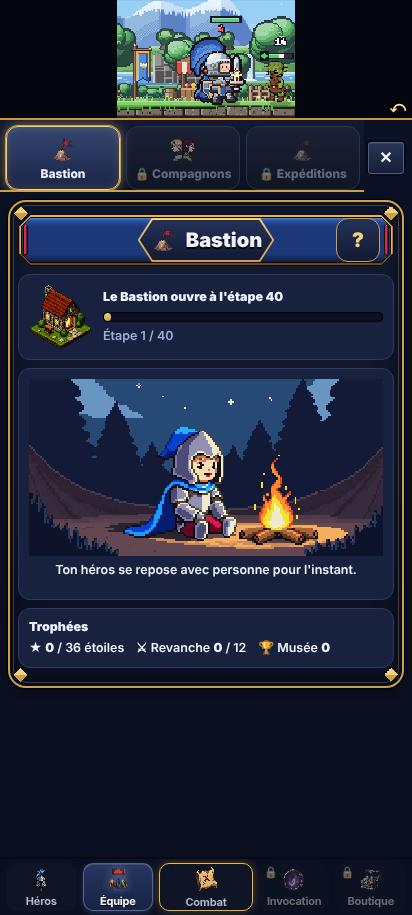 14
Bastion
Compagnons
Expéditions
×
Bastion
?
Le Bastion ouvre à l'étape 40
Étape 1 / 40
Ton héros se repose avec personne pour l'instant.
Trophées
★ 0 / 36 étoiles ⚔ Revanche 0 / 12 🏆 Musée 0
Héros
Équipe
Combat
Invocation
Boutique